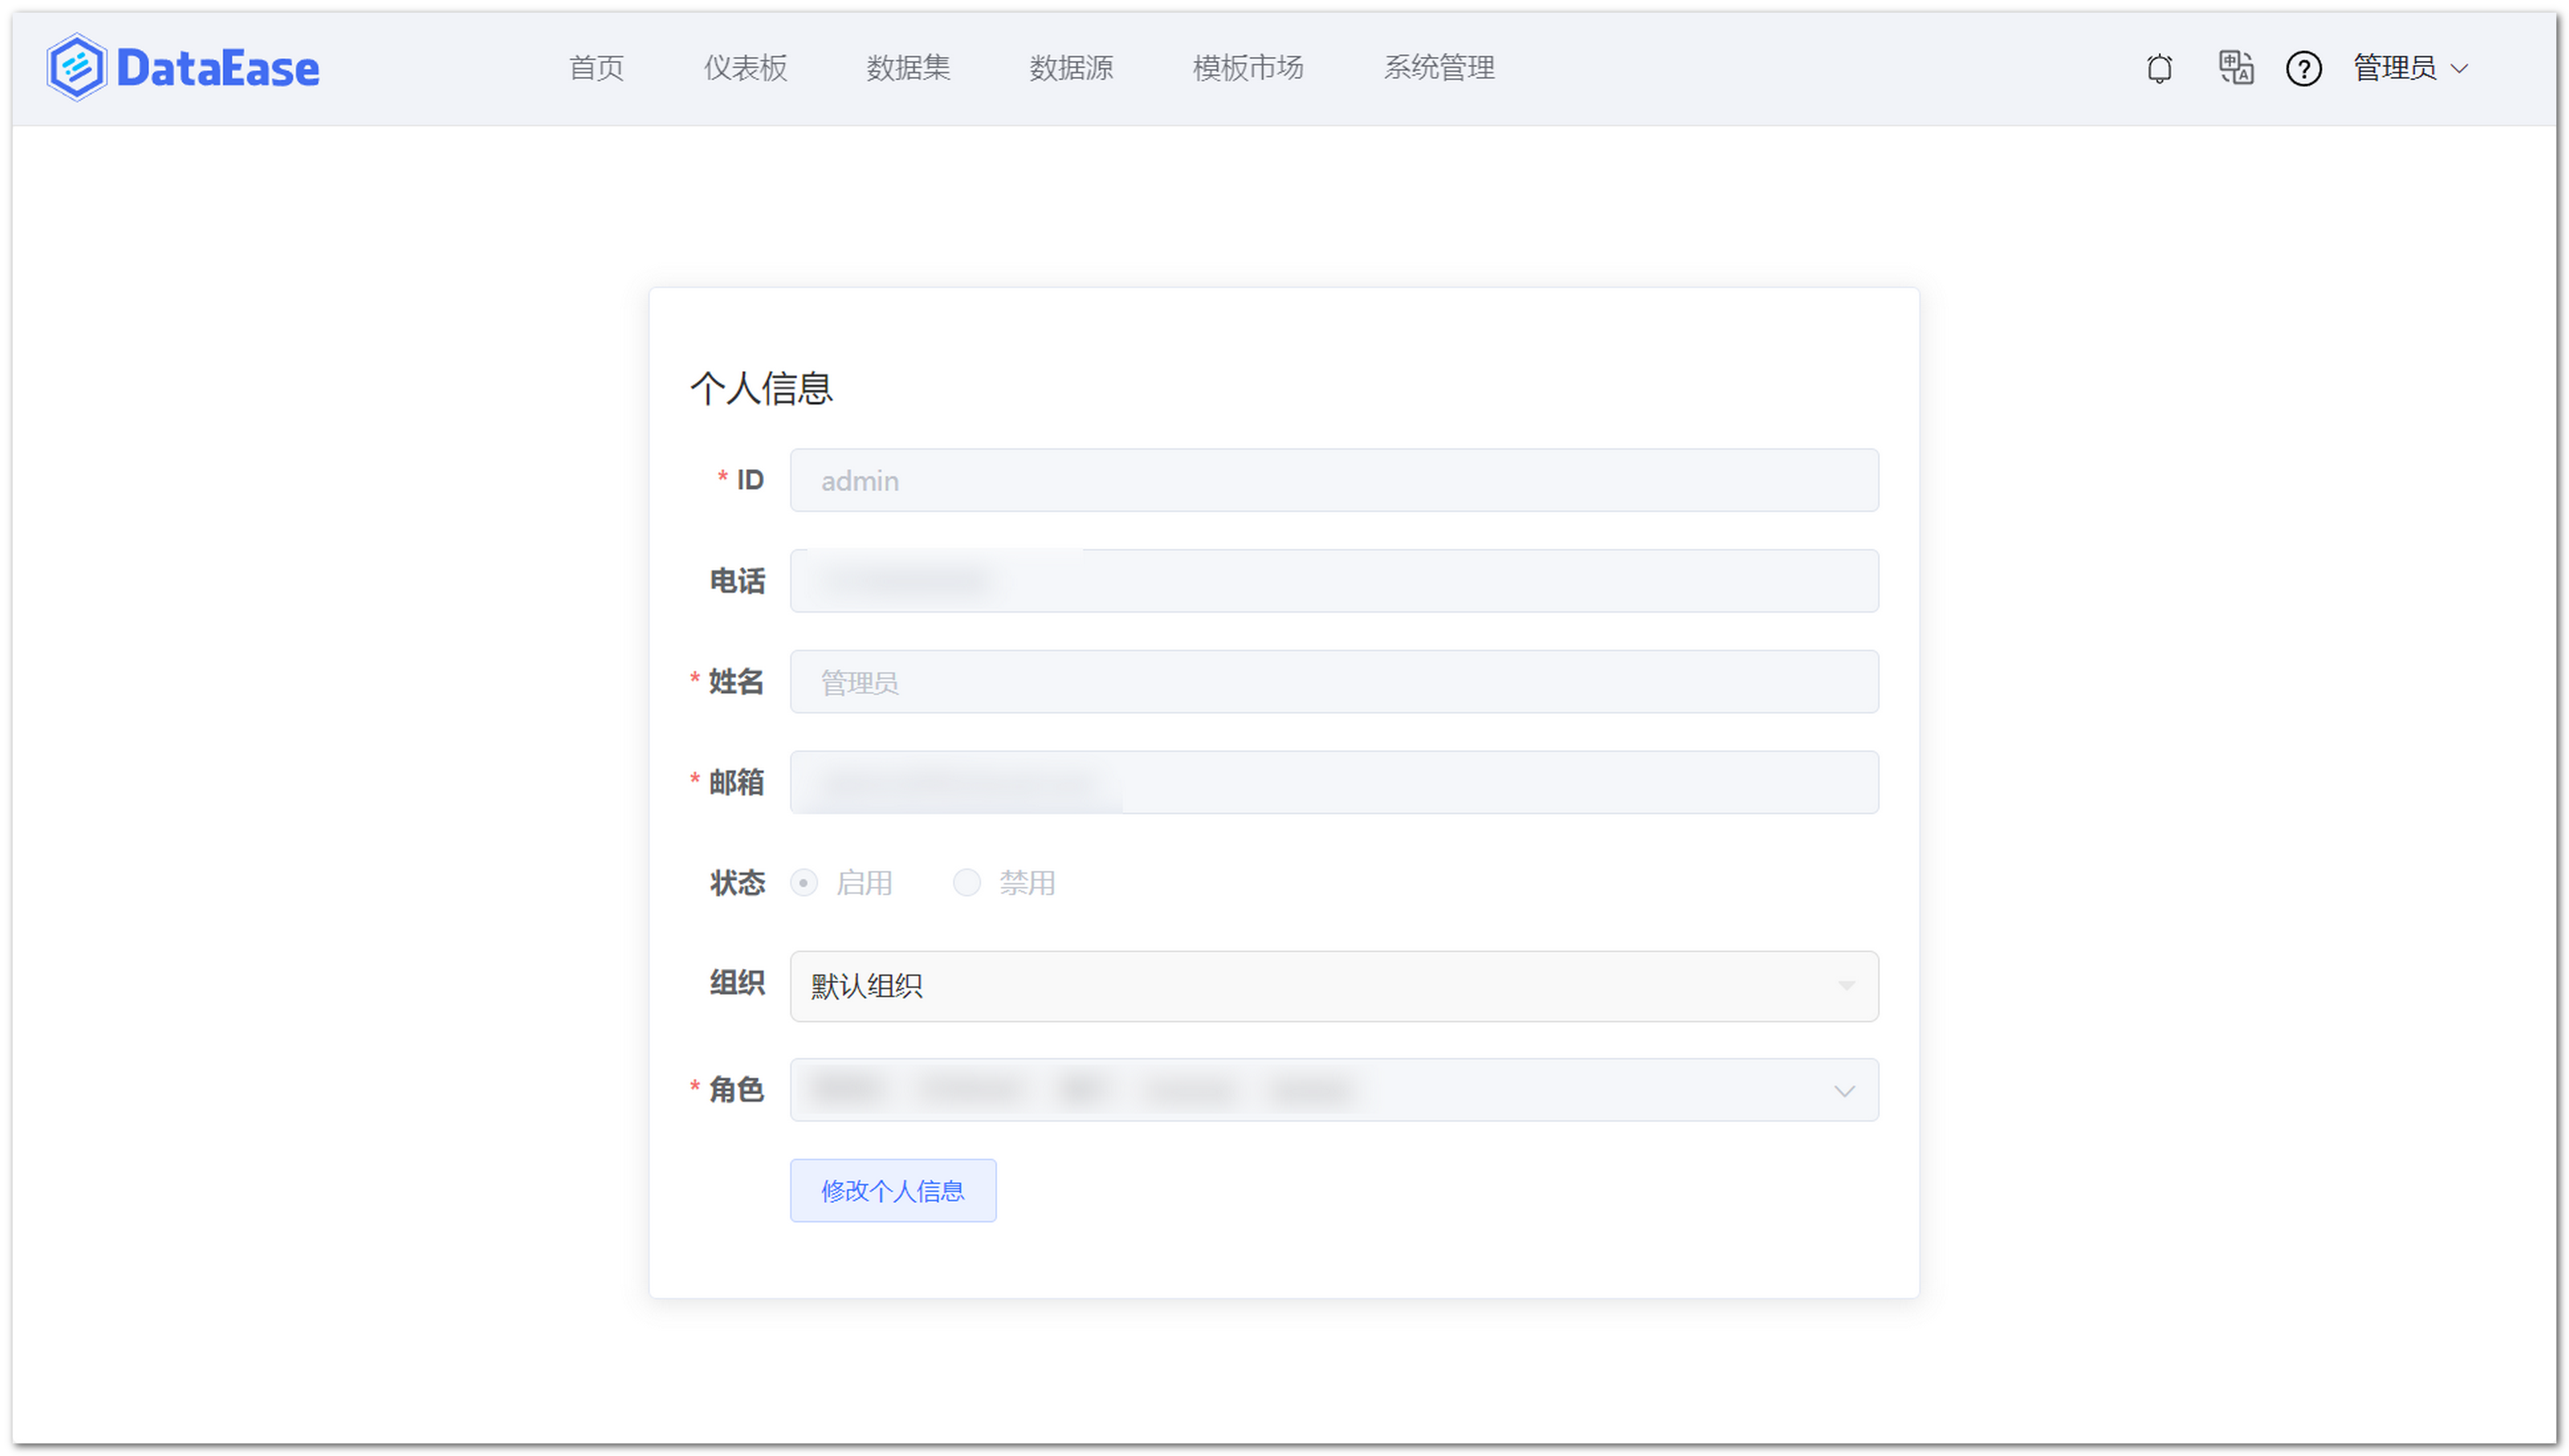 DataEase 首页 仪表板 数据集 数据源 模板市场 系统管理 管理员
个人信息
* ID admin
电话
* 姓名 管理员
* 邮箱
状态 启用 禁用
组织 默认组织
* 角色
修改个人信息